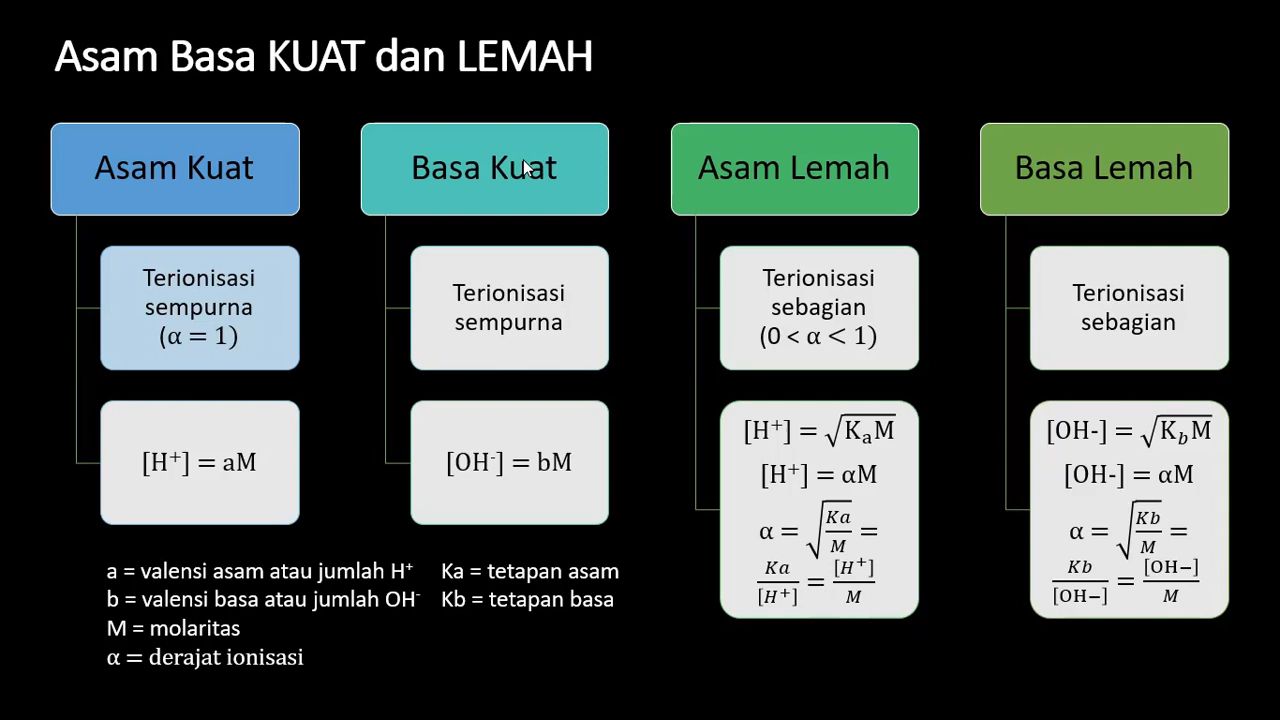 Asam Basa KUAT dan LEMAH
Asam Kuat
Terionisasi
sempurna
(α = 1)
[H⁺] = aM
Basa Kuat
Terionisasi
sempurna
[OH⁻] = bM
Asam Lemah
Terionisasi
sebagian
(0 < α < 1)
[H⁺] = √KₐM
[H⁺] = αM
α = √(Ka/M) =
Ka/[H⁺] = [H⁺]/M
Basa Lemah
Terionisasi
sebagian
[OH-] = √K_bM
[OH-] = αM
α = √(Kb/M) =
Kb/[OH−] = [OH−]/M
a = valensi asam atau jumlah H⁺
b = valensi basa atau jumlah OH⁻
M = molaritas
α = derajat ionisasi
Ka = tetapan asam
Kb = tetapan basa